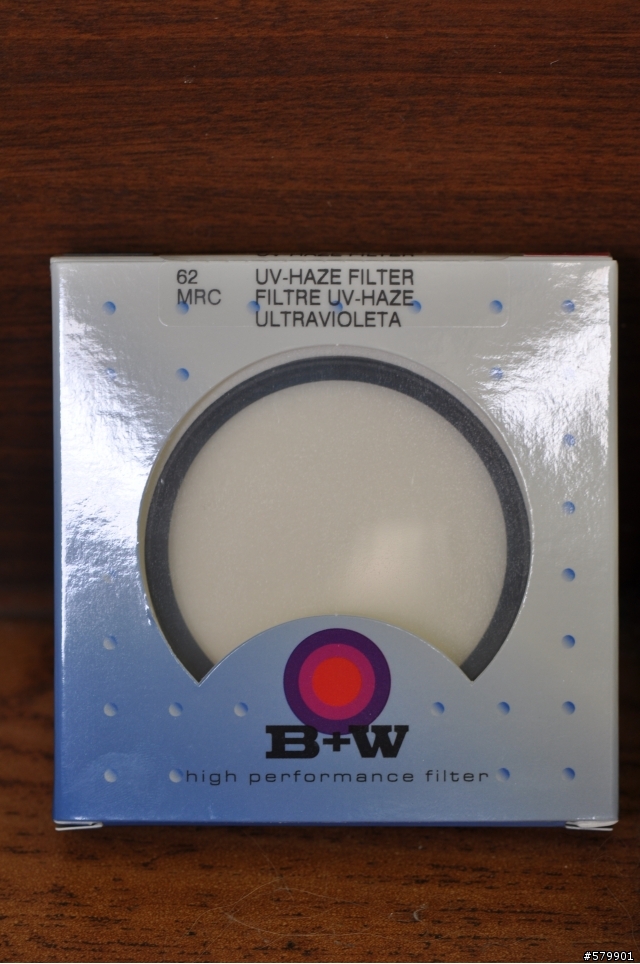 62 UV-HAZE FILTER
MRC FILTRE UV-HAZE
ULTRAVIOLETA
B+W
high performance filter
#579901